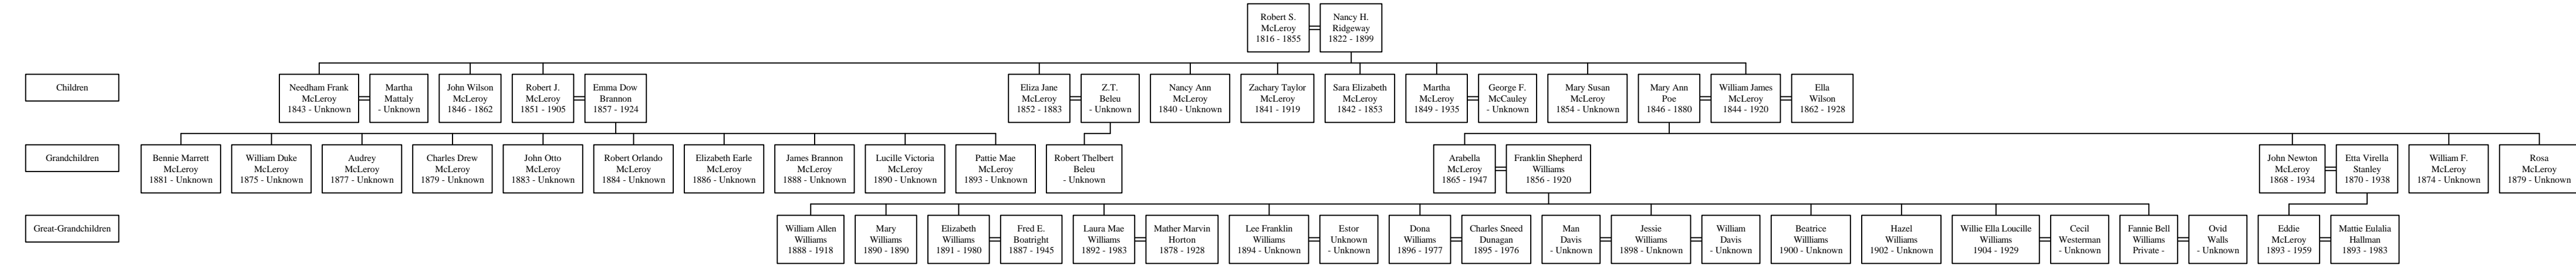 Robert S.
McLeroy
1816 - 1855
Nancy H.
Ridgeway
1822 - 1899
Children
Needham Frank
McLeroy
1843 - Unknown
Martha
Mattaly
- Unknown
John Wilson
McLeroy
1846 - 1862
Robert J.
McLeroy
1851 - 1905
Emma Dow
Brannon
1857 - 1924
Eliza Jane
McLeroy
1852 - 1883
Z.T.
Beleu
- Unknown
Nancy Ann
McLeroy
1840 - Unknown
Zachary Taylor
McLeroy
1841 - 1919
Sara Elizabeth
McLeroy
1842 - 1853
Martha
McLeroy
1849 - 1935
George F.
McCauley
- Unknown
Mary Susan
McLeroy
1854 - Unknown
Mary Ann
Poe
1846 - 1880
William James
McLeroy
1844 - 1920
Ella
Wilson
1862 - 1928
Grandchildren
Bennie Marrett
McLeroy
1881 - Unknown
William Duke
McLeroy
1875 - Unknown
Audrey
McLeroy
1877 - Unknown
Charles Drew
McLeroy
1879 - Unknown
John Otto
McLeroy
1883 - Unknown
Robert Orlando
McLeroy
1884 - Unknown
Elizabeth Earle
McLeroy
1886 - Unknown
James Brannon
McLeroy
1888 - Unknown
Lucille Victoria
McLeroy
1890 - Unknown
Pattie Mae
McLeroy
1893 - Unknown
Robert Thelbert
Beleu
- Unknown
Arabella
McLeroy
1865 - 1947
Franklin Shepherd
Williams
1856 - 1920
John Newton
McLeroy
1868 - 1934
Etta Virella
Stanley
1870 - 1938
William F.
McLeroy
1874 - Unknown
Rosa
McLeroy
1879 - Unknown
Great-Grandchildren
William Allen
Williams
1888 - 1918
Mary
Williams
1890 - 1890
Elizabeth
Williams
1891 - 1980
Fred E.
Boatright
1887 - 1945
Laura Mae
Williams
1892 - 1983
Mather Marvin
Horton
1878 - 1928
Lee Franklin
Williams
1894 - Unknown
Estor
Unknown
- Unknown
Dona
Williams
1896 - 1977
Charles Sneed
Dunagan
1895 - 1976
Man
Davis
- Unknown
Jessie
Williams
1898 - Unknown
William
Davis
- Unknown
Beatrice
Willliams
1900 - Unknown
Hazel
Williams
1902 - Unknown
Willie Ella Loucille
Williams
1904 - 1929
Cecil
Westerman
- Unknown
Fannie Bell
Williams
Private -
Ovid
Walls
- Unknown
Eddie
McLeroy
1893 - 1959
Mattie Eulalia
Hallman
1893 - 1983